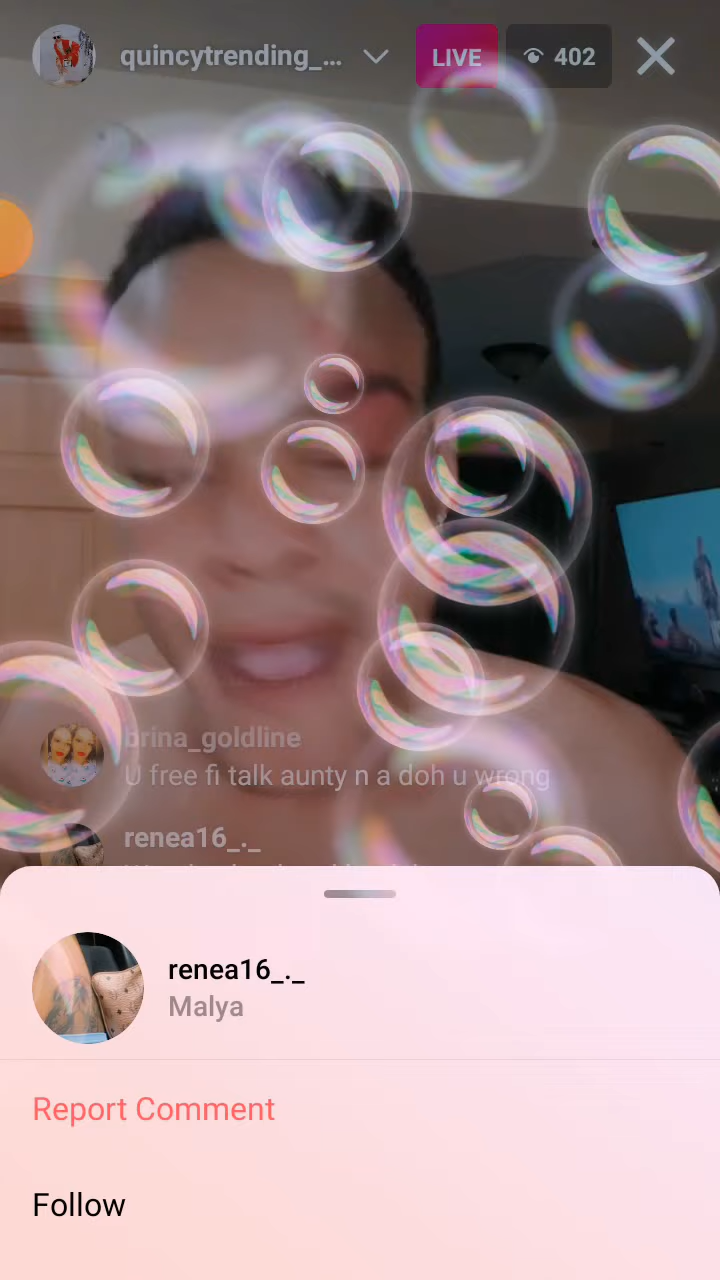 quincytrending_...
LIVE
402
brina_goldline
U free fi talk aunty n a doh u wrong
renea16_._
renea16_._
Malya
Report Comment
Follow